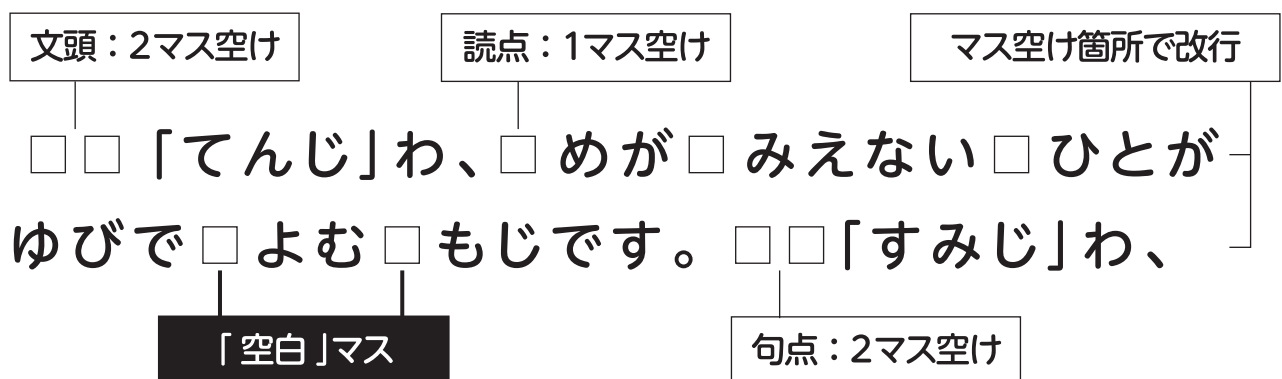 文頭：2マス空け
読点：1マス空け
マス空け箇所で改行
□□「てんじ」わ、□めが□みえない□ひとが
ゆびで□よむ□もじです。□□「すみじ」わ、
「空白」マス
句点：2マス空け